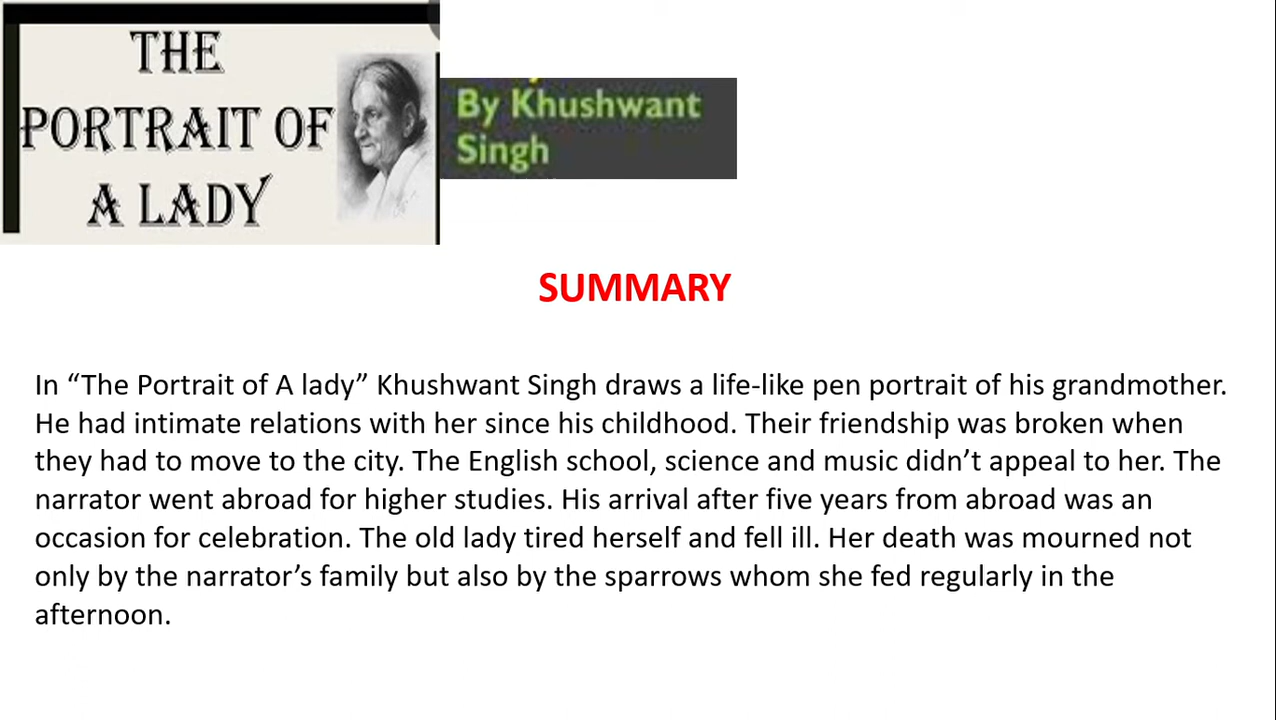 THE
PORTRAIT OF
A LADY
By Khushwant
Singh
SUMMARY
In “The Portrait of A lady” Khushwant Singh draws a life-like pen portrait of his grandmother.
He had intimate relations with her since his childhood. Their friendship was broken when
they had to move to the city. The English school, science and music didn’t appeal to her. The
narrator went abroad for higher studies. His arrival after five years from abroad was an
occasion for celebration. The old lady tired herself and fell ill. Her death was mourned not
only by the narrator’s family but also by the sparrows whom she fed regularly in the
afternoon.